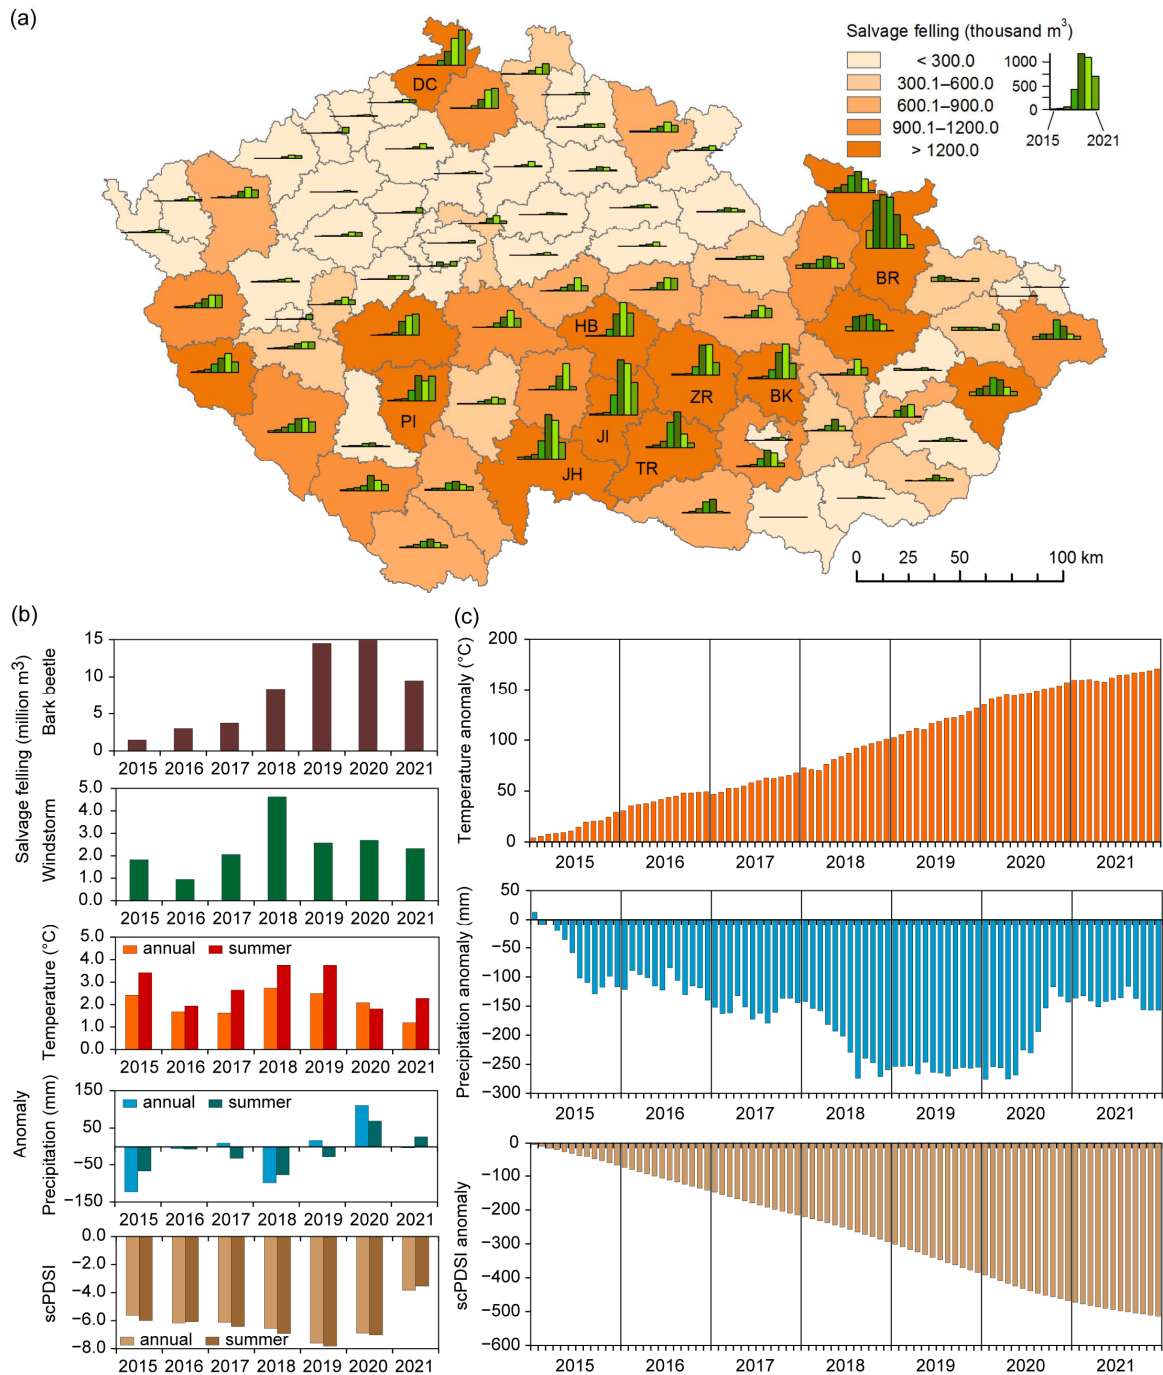 (a)
Salvage felling (thousand m³)
< 300.0
300.1–600.0
600.1–900.0
900.1–1200.0
> 1200.0
1000
500
0
2015
2021
DC
BR
HB
ZR
BK
PI
JI
TR
JH
0 25 50 100 km
(b)
Salvage felling (million m³)
Bark beetle
15
10
5
0
2015 2016 2017 2018 2019 2020 2021
Windstorm
5.0
4.0
3.0
2.0
1.0
0.0
2015 2016 2017 2018 2019 2020 2021
Anomaly
Temperature (°C)
5.0
4.0
3.0
2.0
1.0
0.0
annual summer
2015 2016 2017 2018 2019 2020 2021
Precipitation (mm)
150
50
−50
−150
annual summer
2015 2016 2017 2018 2019 2020 2021
scPDSI
0.0
−2.0
−4.0
−6.0
−8.0
annual summer
2015 2016 2017 2018 2019 2020 2021
(c)
Temperature anomaly (°C)
200
150
100
50
0
2015 2016 2017 2018 2019 2020 2021
Precipitation anomaly (mm)
50
0
−50
−100
−150
−200
−250
−300
2015 2016 2017 2018 2019 2020 2021
scPDSI anomaly
0
−100
−200
−300
−400
−500
−600
2015 2016 2017 2018 2019 2020 2021